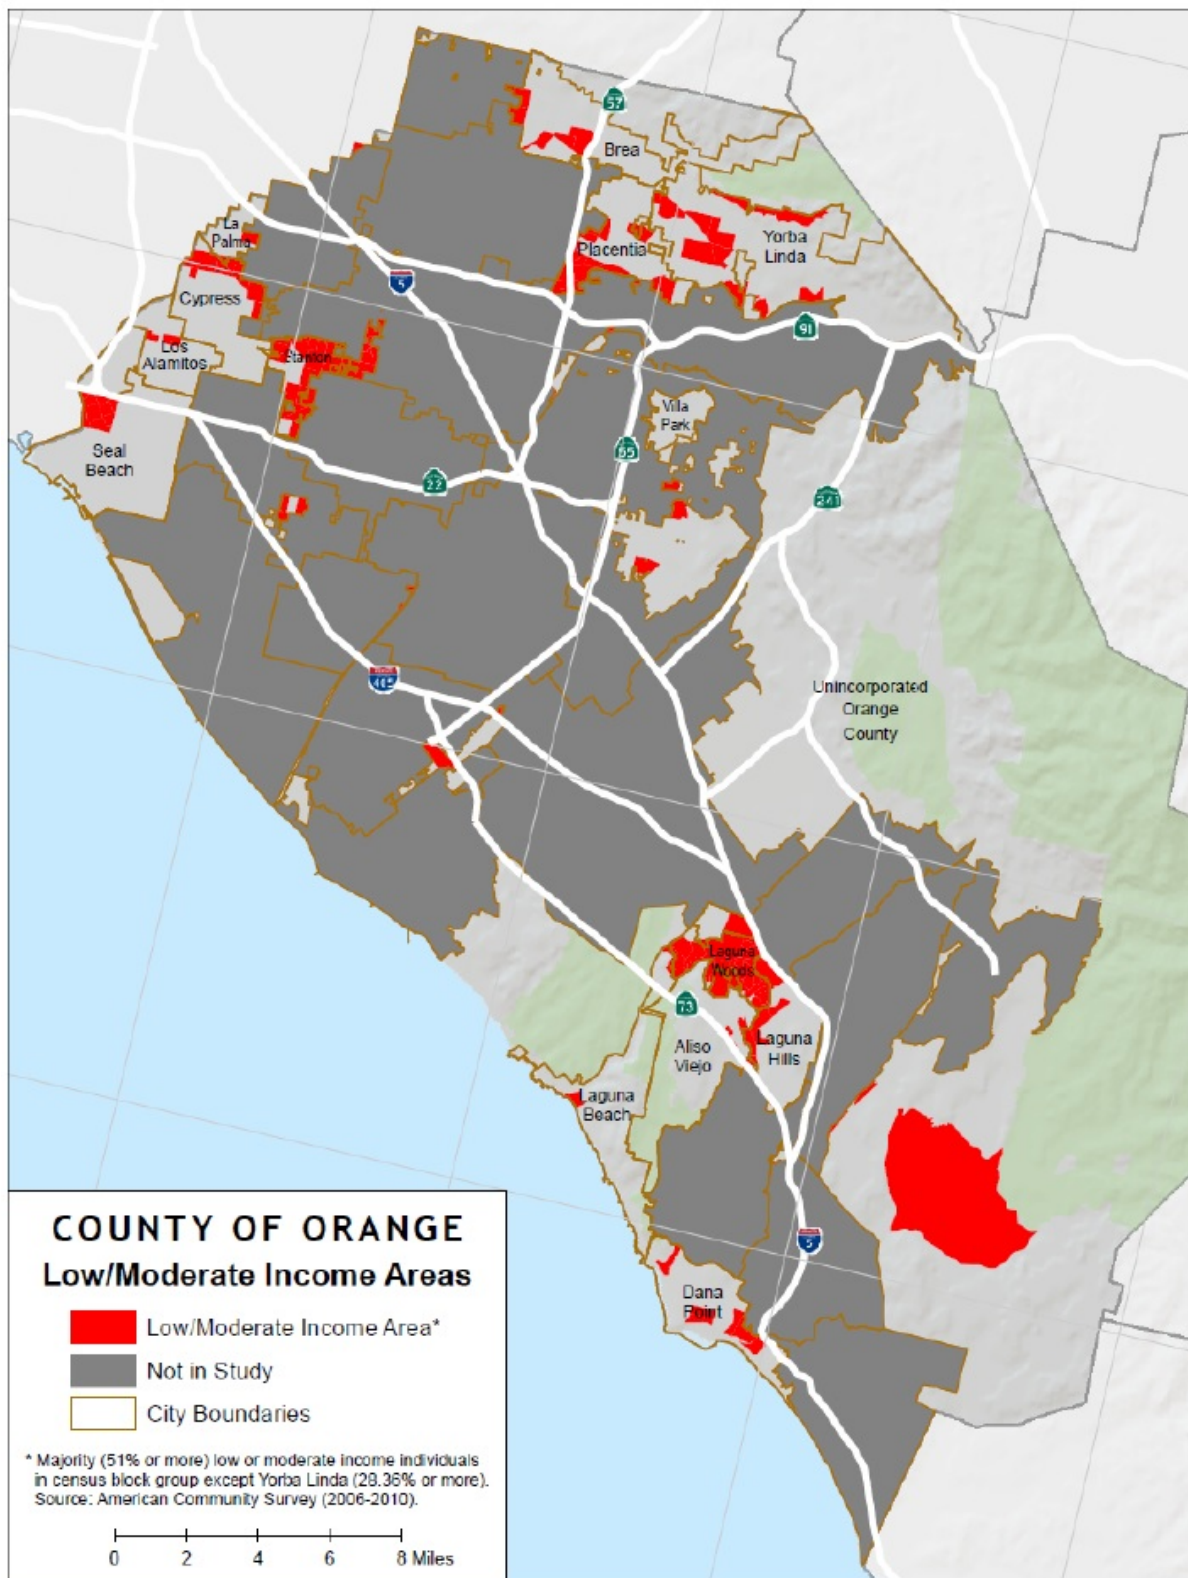 57
Brea
La
Palma
Placentia
Yorba
Linda
5
Cypress
91
Los
Alamitos
Stanton
Villa
Park
Seal
Beach
55
22
241
405
Unincorporated
Orange
County
Laguna
Woods
73
Aliso
Viejo
Laguna
Hills
Laguna
Beach
5
Dana
Point
COUNTY OF ORANGE
Low/Moderate Income Areas
Low/Moderate Income Area*
Not in Study
City Boundaries
* Majority (51% or more) low or moderate income individuals
in census block group except Yorba Linda (28.36% or more).
Source: American Community Survey (2006-2010).
0 2 4 6 8 Miles